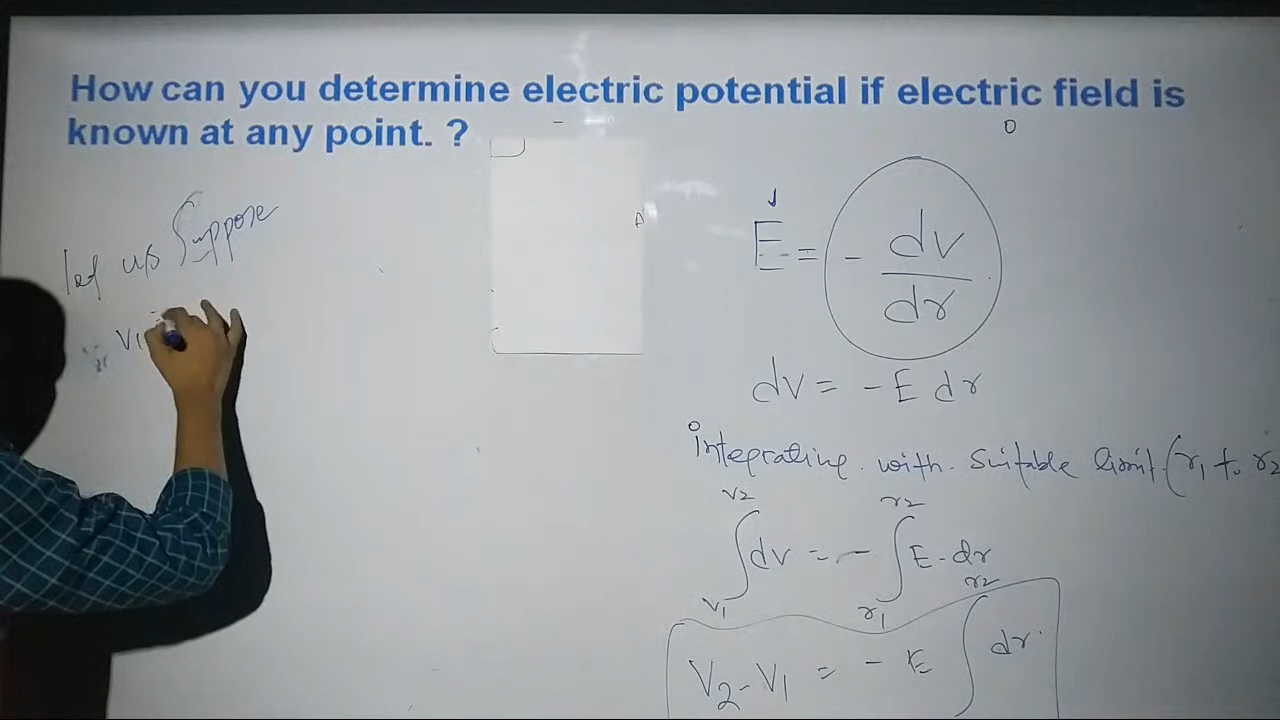 How can you determine electric potential if electric field is
known at any point. ?
let us Suppose
V1
A
E = - dv/dr
dv = -E dr
integrating with suitable limit (r1 to r2
∫ v1 v2 dv = - ∫ r1 r2 E - dr
V2 - V1 = - E ∫ r2 dr